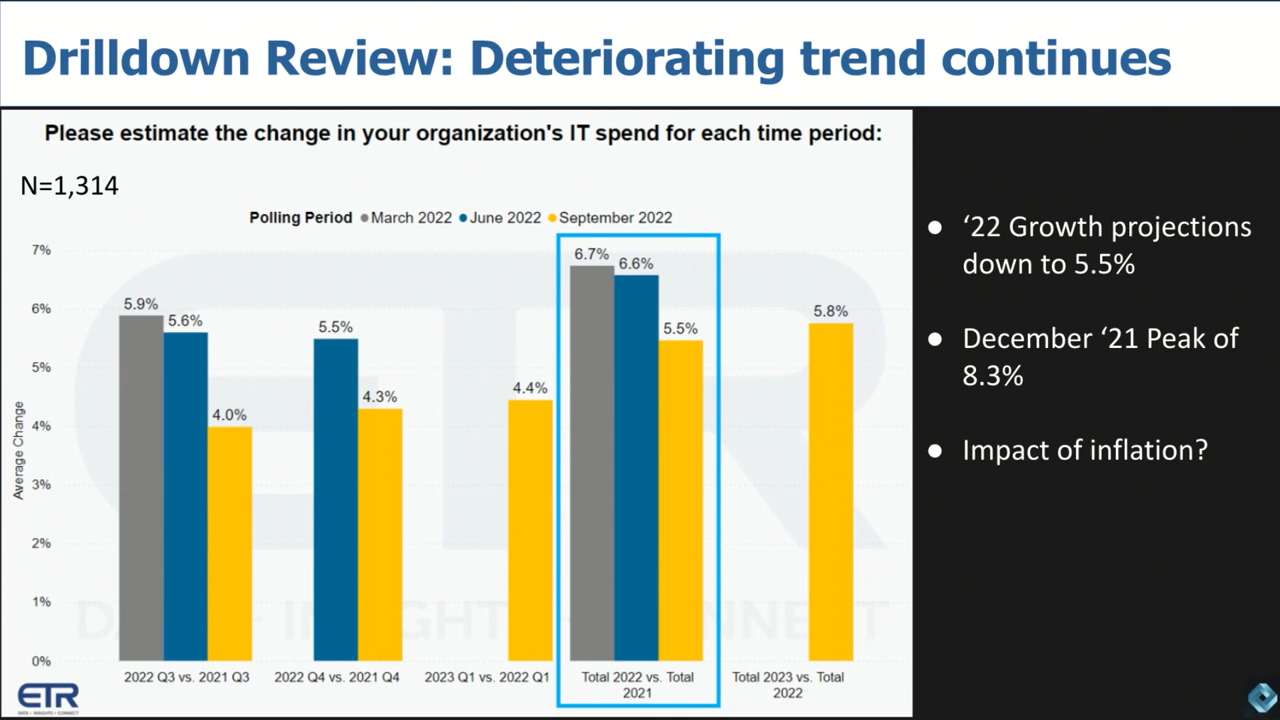 Drilldown Review: Deteriorating trend continues
Please estimate the change in your organization's IT spend for each time period:
N=1,314
Polling Period March 2022 June 2022 September 2022
7%
6%
5%
4%
3%
2%
1%
0%
Average Change
5.9%
5.6%
4.0%
5.5%
4.3%
4.4%
6.7%
6.6%
5.5%
5.8%
2022 Q3 vs. 2021 Q3
2022 Q4 vs. 2021 Q4
2023 Q1 vs. 2022 Q1
Total 2022 vs. Total
2021
Total 2023 vs. Total
2022
ETR
DATA - INSIGHTS - CONNECT
● ‘22 Growth projections
down to 5.5%
● December ‘21 Peak of
8.3%
● Impact of inflation?